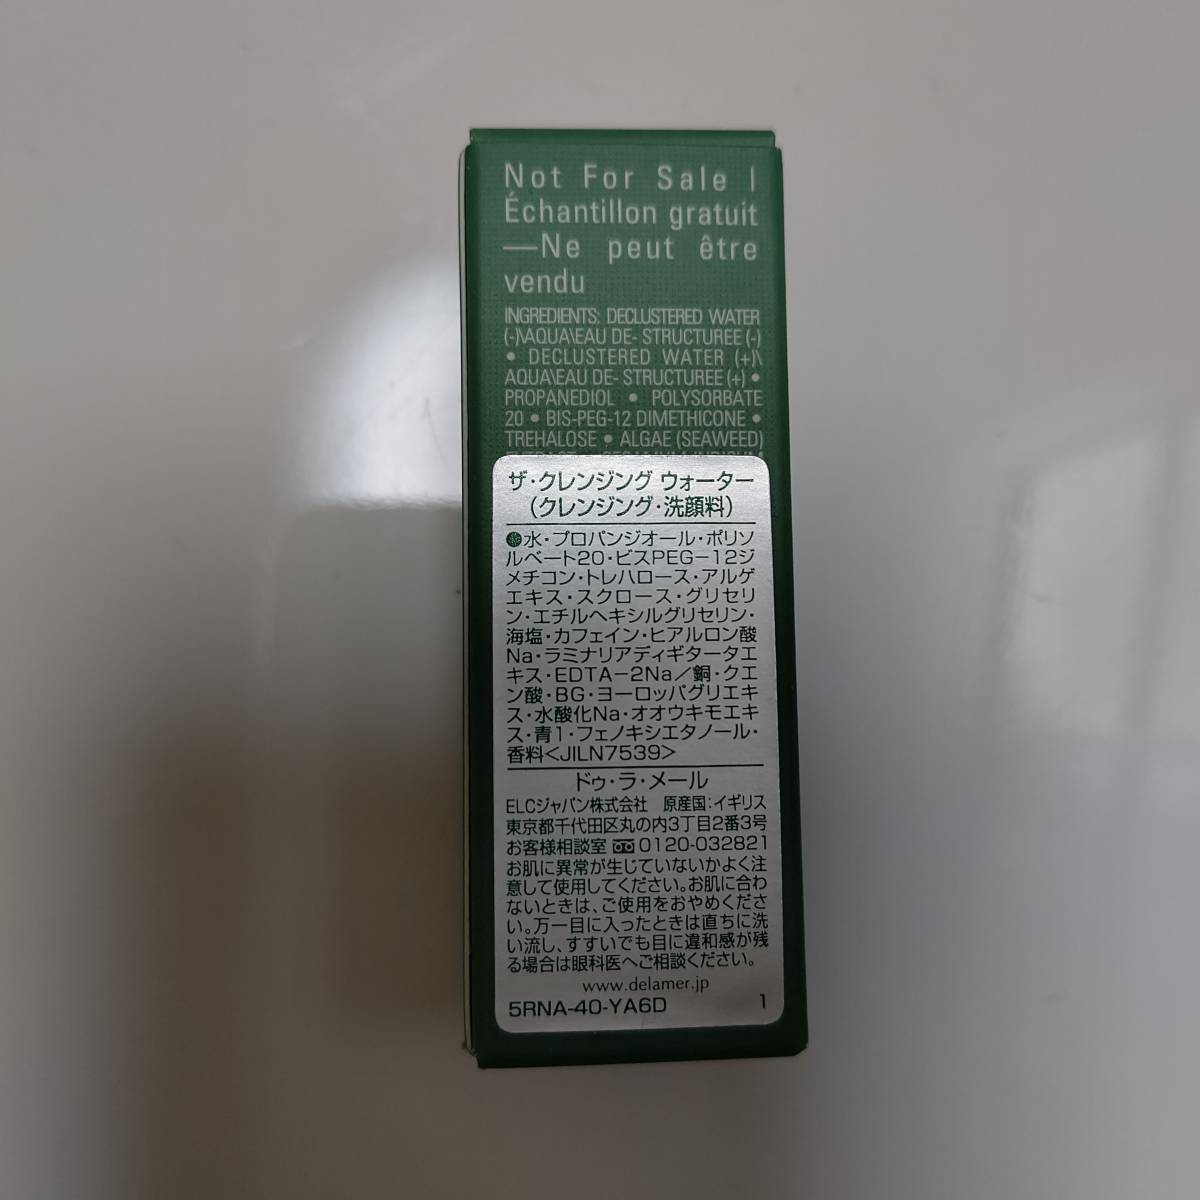 Not For Sale |
Échantillon gratuit
—Ne peut être
vendu
INGREDIENTS: DECLUSTERED WATER
(-)\AQUA\EAU DE- STRUCTUREE (-)
• DECLUSTERED WATER (+)\
AQUA\EAU DE- STRUCTUREE (+) •
PROPANEDIOL • POLYSORBATE
20 • BIS-PEG-12 DIMETHICONE •
TREHALOSE • ALGAE (SEAWEED)
ザ・クレンジング ウォーター
(クレンジング・洗顔料)
水・プロパンジオール・ポリソ
ルベート20・ビスPEG-12ジ
メチコン・トレハロース・アルゲ
エキス・スクロース・グリセリ
ン・エチルヘキシルグリセリン・
海塩・カフェイン・ヒアルロン酸
Na・ラミナリアディギタータエ
キス・EDTA-2Na/銅・クエ
ン酸・BG・ヨーロッパグリエキ
ス・水酸化Na・オオウキモエキ
ス・青1・フェノキシエタノール・
香料<JILN7539>
ドゥ・ラ・メール
ELCジャパン株式会社 原産国:イギリス
東京都千代田区丸の内3丁目2番3号
お客様相談室 0120-032821
お肌に異常が生じていないかよく注
意して使用してください。お肌に合わ
ないときは、ご使用をおやめくださ
い。万一目に入ったときは直ちに洗
い流し、すすいでも目に違和感が残
る場合は眼科医へご相談ください。
www.delamer.jp
5RNA-40-YA6D 1